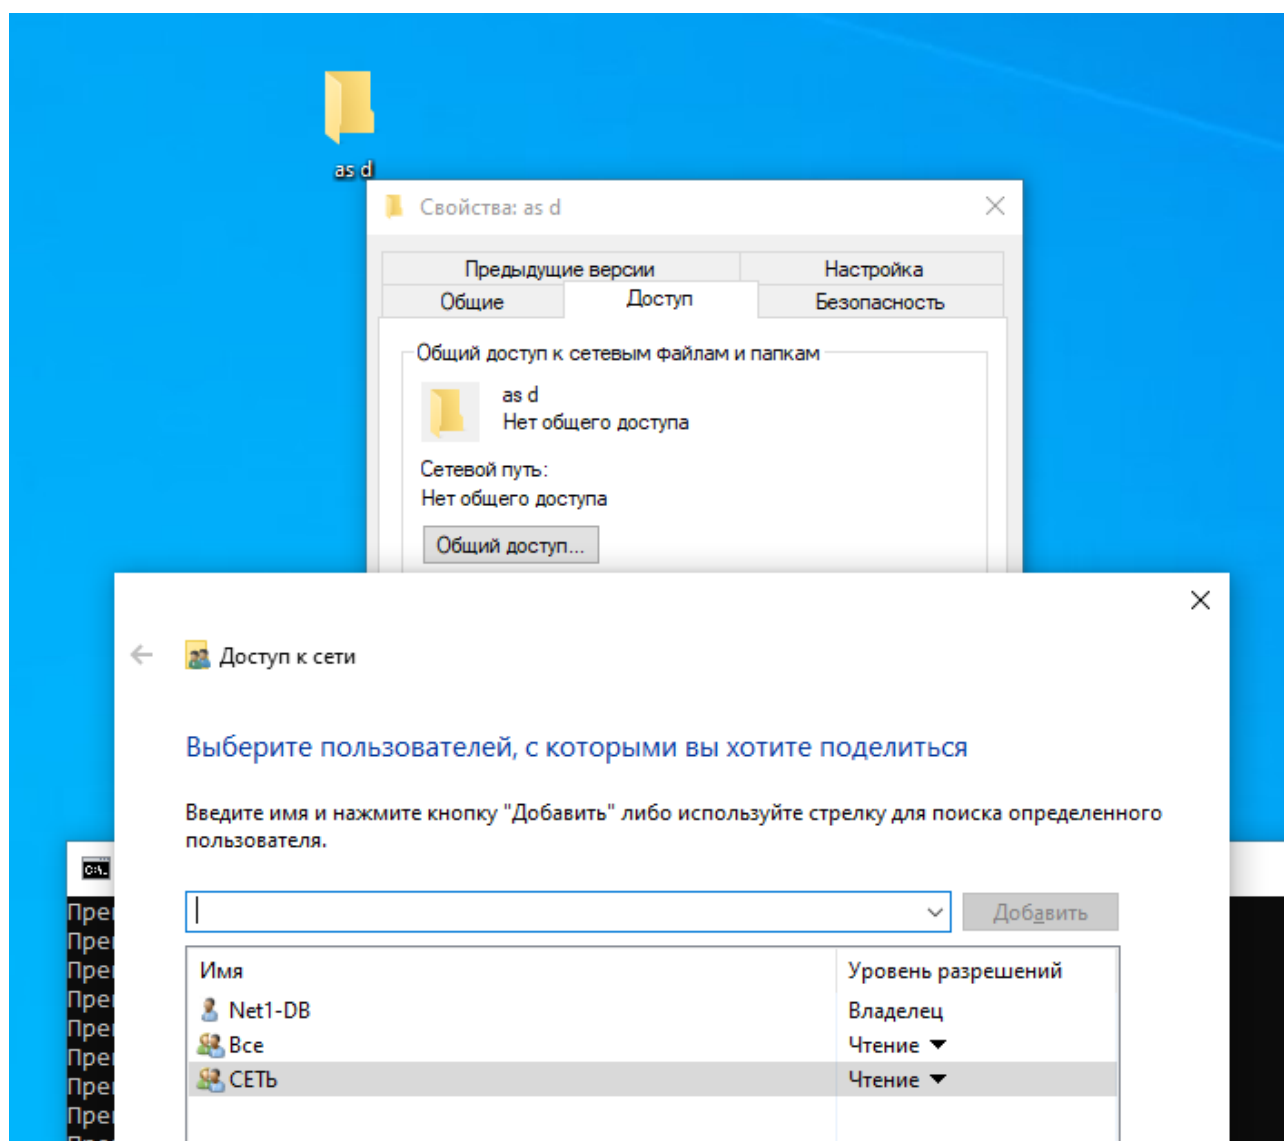 as d
Свойства: as d
Предыдущие версии
Настройка
Общие
Доступ
Безопасность
Общий доступ к сетевым файлам и папкам
as d
Нет общего доступа
Сетевой путь:
Нет общего доступа
Общий доступ...
Доступ к сети
Выберите пользователей, с которыми вы хотите поделиться
Введите имя и нажмите кнопку "Добавить" либо используйте стрелку для поиска определенного
пользователя.
Добавить
Имя
Уровень разрешений
Net1-DB
Владелец
Все
Чтение
СЕТЬ
Чтение